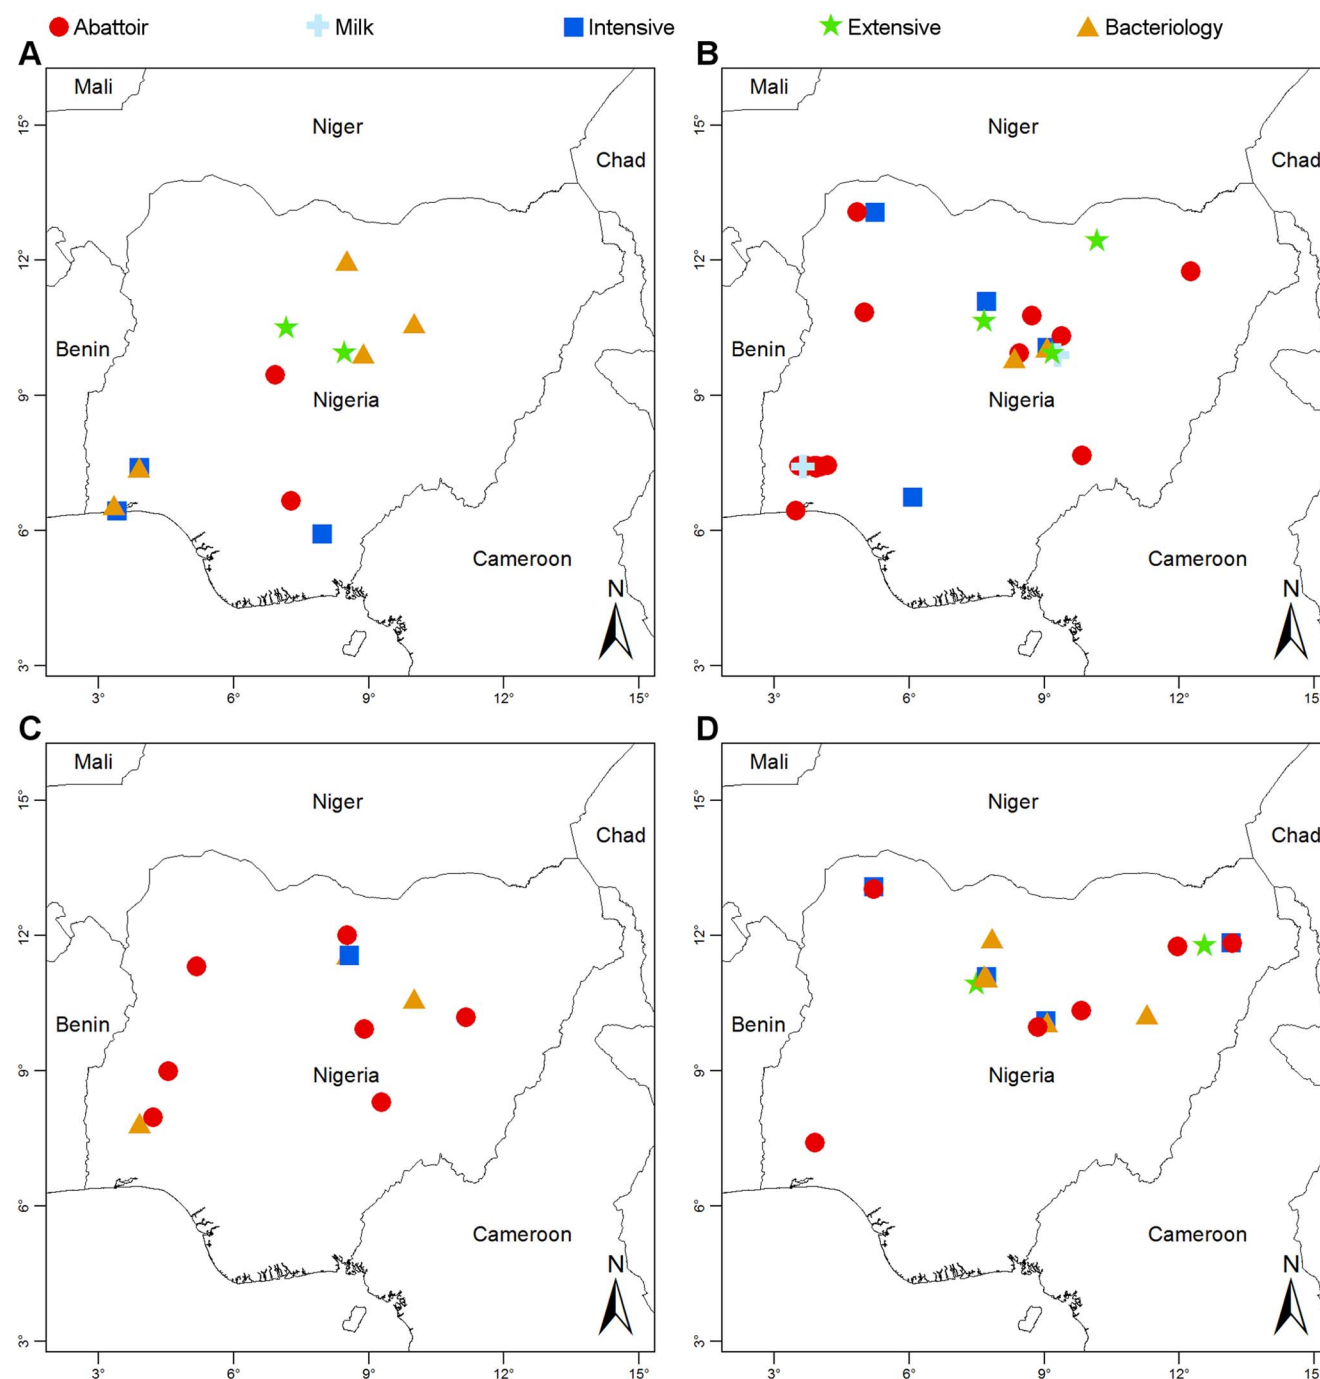 Abattoir Milk Intensive Extensive Bacteriology
A
Mali
Niger
Chad
Benin
Nigeria
Cameroon
N
15°
12°
9°
6°
3°
3° 6° 9° 12° 15°
B
Mali
Niger
Chad
Benin
Nigeria
Cameroon
N
15°
12°
9°
6°
3°
3° 6° 9° 12° 15
C
Mali
Niger
Chad
Benin
Nigeria
Cameroon
N
15°
12°
9°
6°
3°
3° 6° 9° 12° 15°
D
Mali
Niger
Chad
Benin
Nigeria
Cameroon
N
15°
12°
9°
6°
3°
3° 6° 9° 12° 15